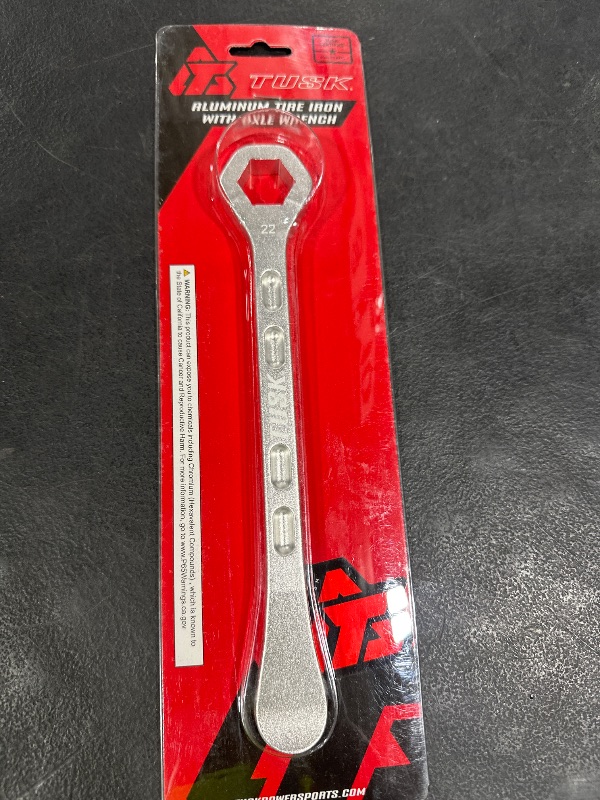 TUSK
ALUMINUM TIRE IRON
WITH AXLE WRENCH
22
TUSK
⚠ WARNING: This product can expose you to chemicals including Chromium (Hexavalent Compounds), which is known to
the State of California to cause Cancer and Reproductive Harm. For more information, go to www.P65Warnings.ca.gov
TUSKPOWERSPORTS.COM